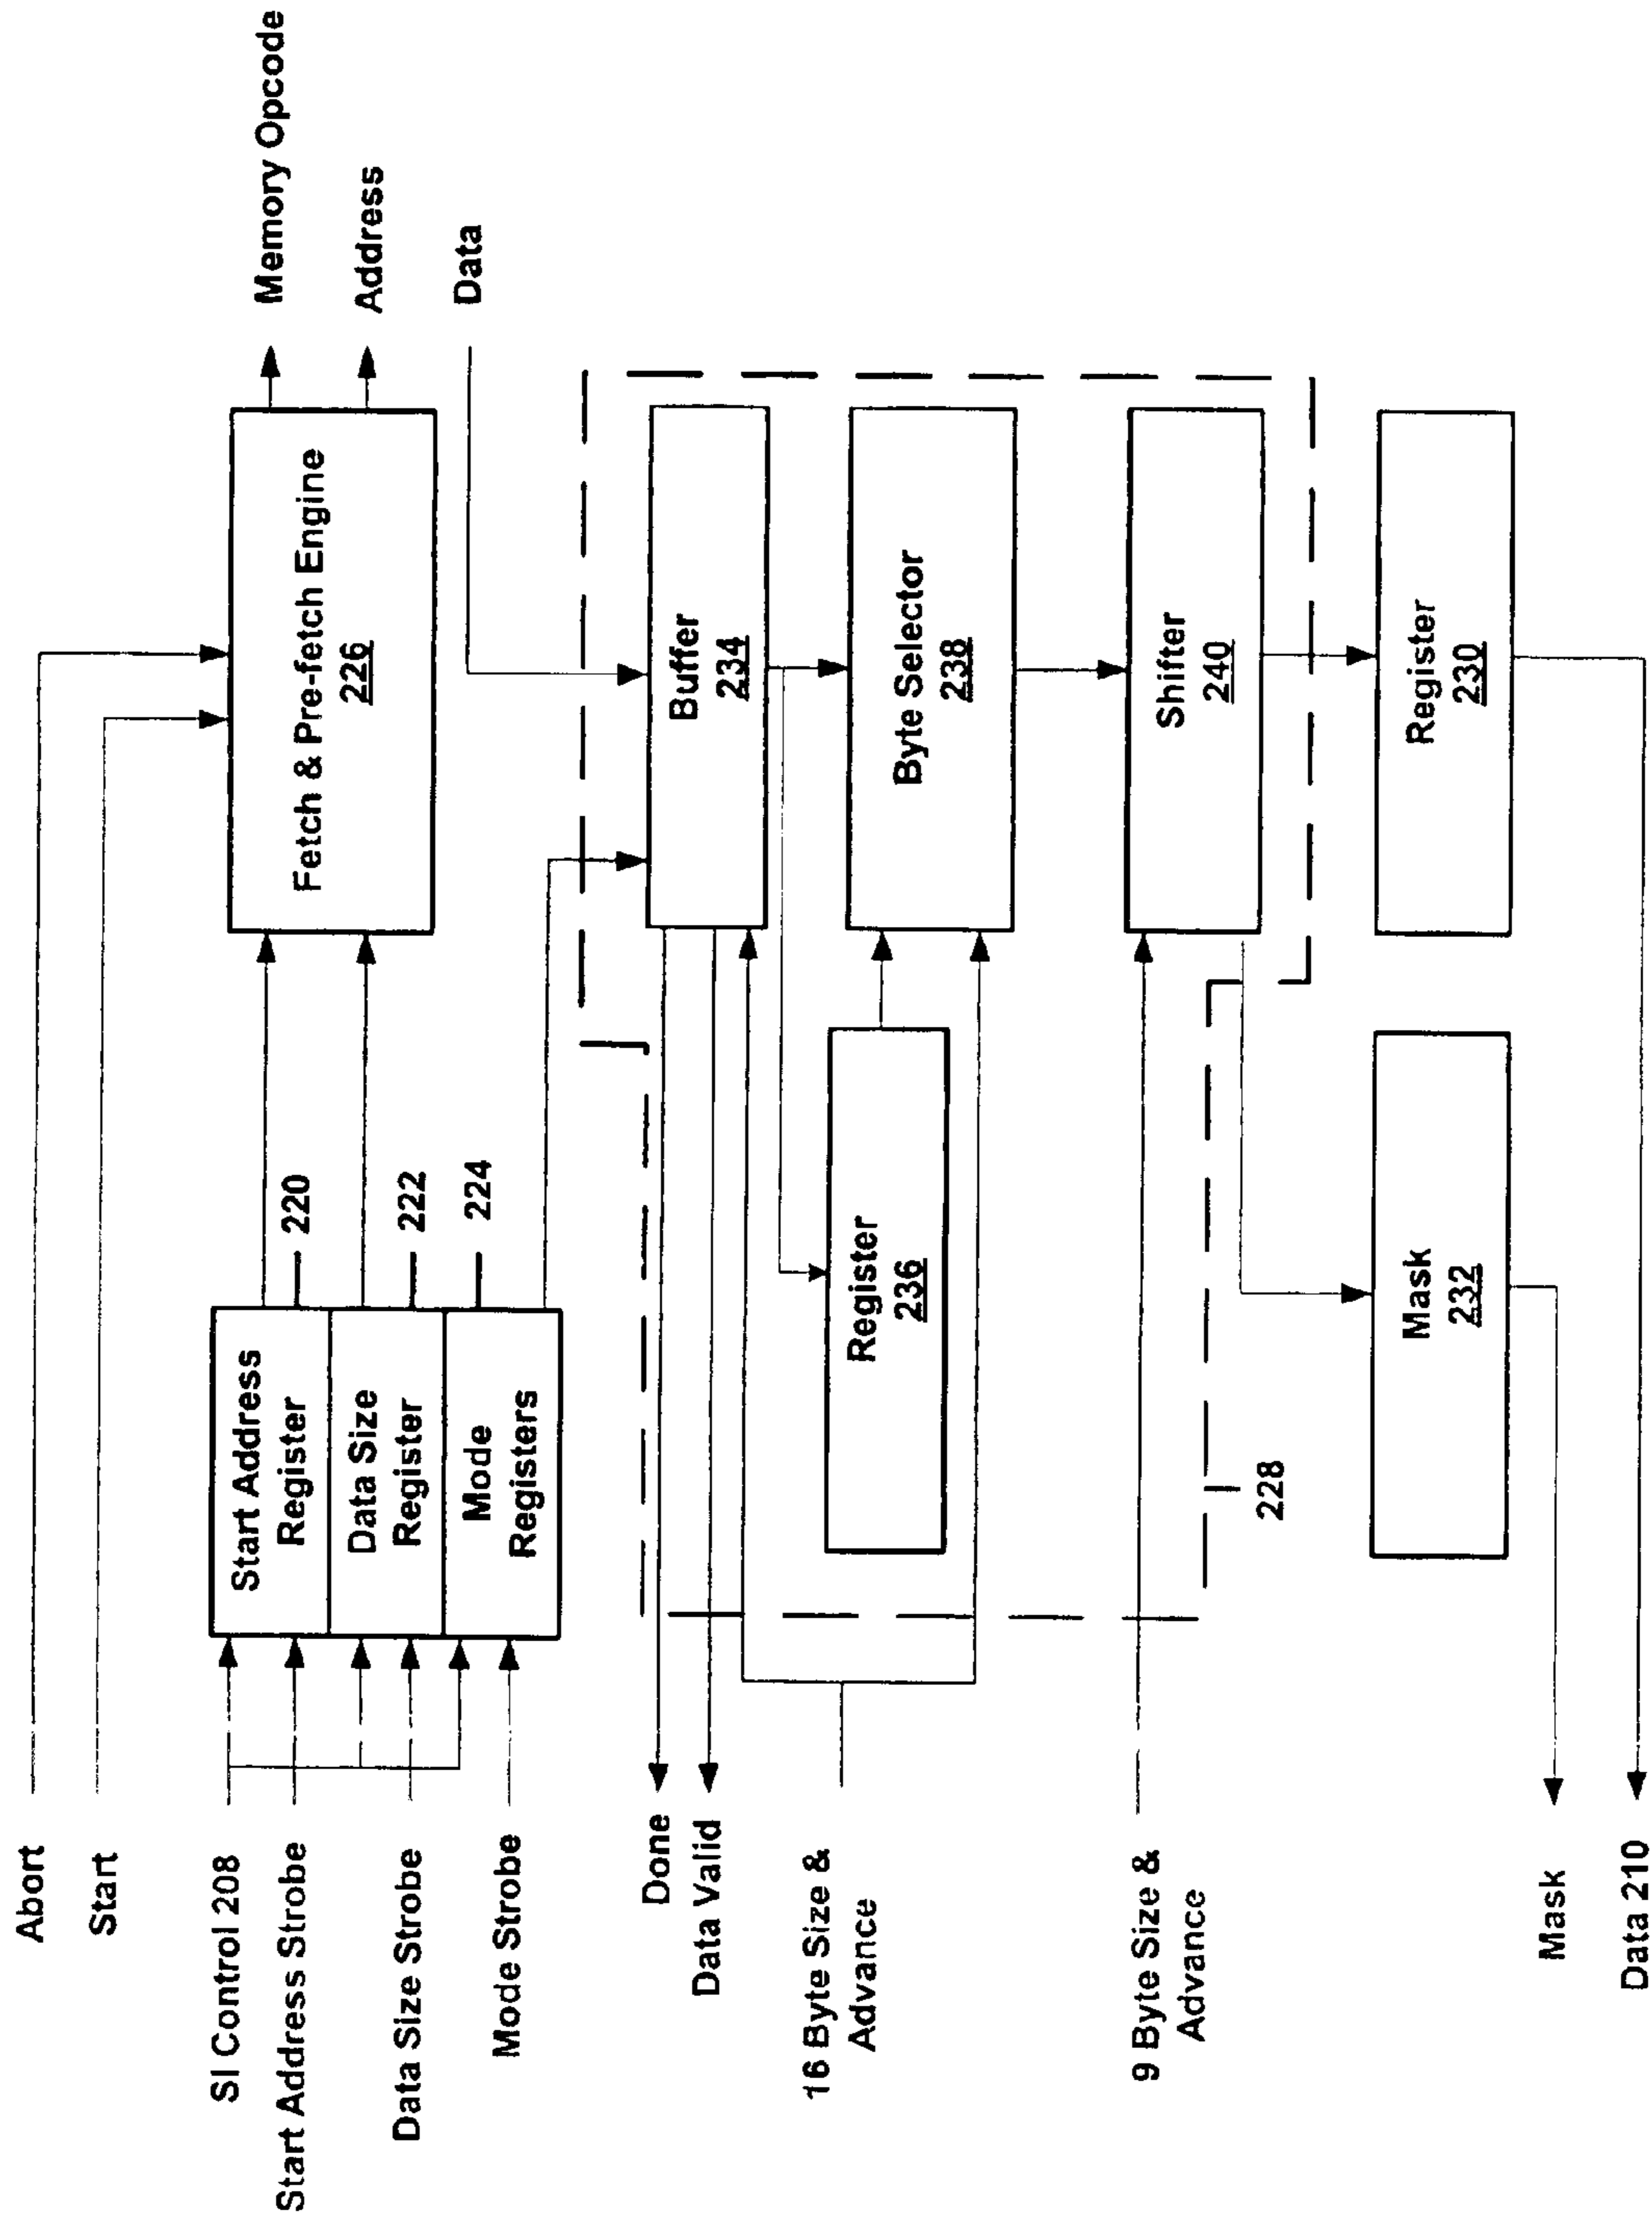 Abort
Start
SI Control 208
Start Address Strobe
Data Size Strobe
Mode Strobe
Start Address
Register
220
Data Size
Register
222
Mode
Registers
224
Fetch & Pre-fetch Engine
226
Memory Opcode
Address
Data
Done
Data Valid
16 Byte Size &
Advance
9 Byte Size &
Advance
Buffer
234
Register
236
Byte Selector
238
Shifter
240
228
Mask
232
Register
230
Mask
Data 210